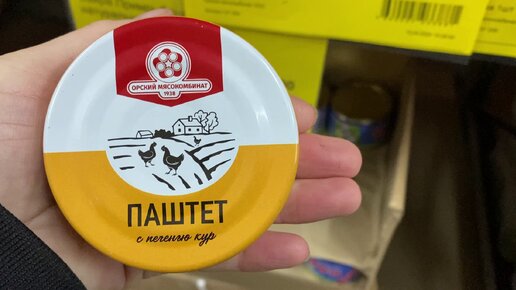 ОРСКИЙ МЯСОКОМБИНАТ
1938
ПАШТЕТ
с печенью кур